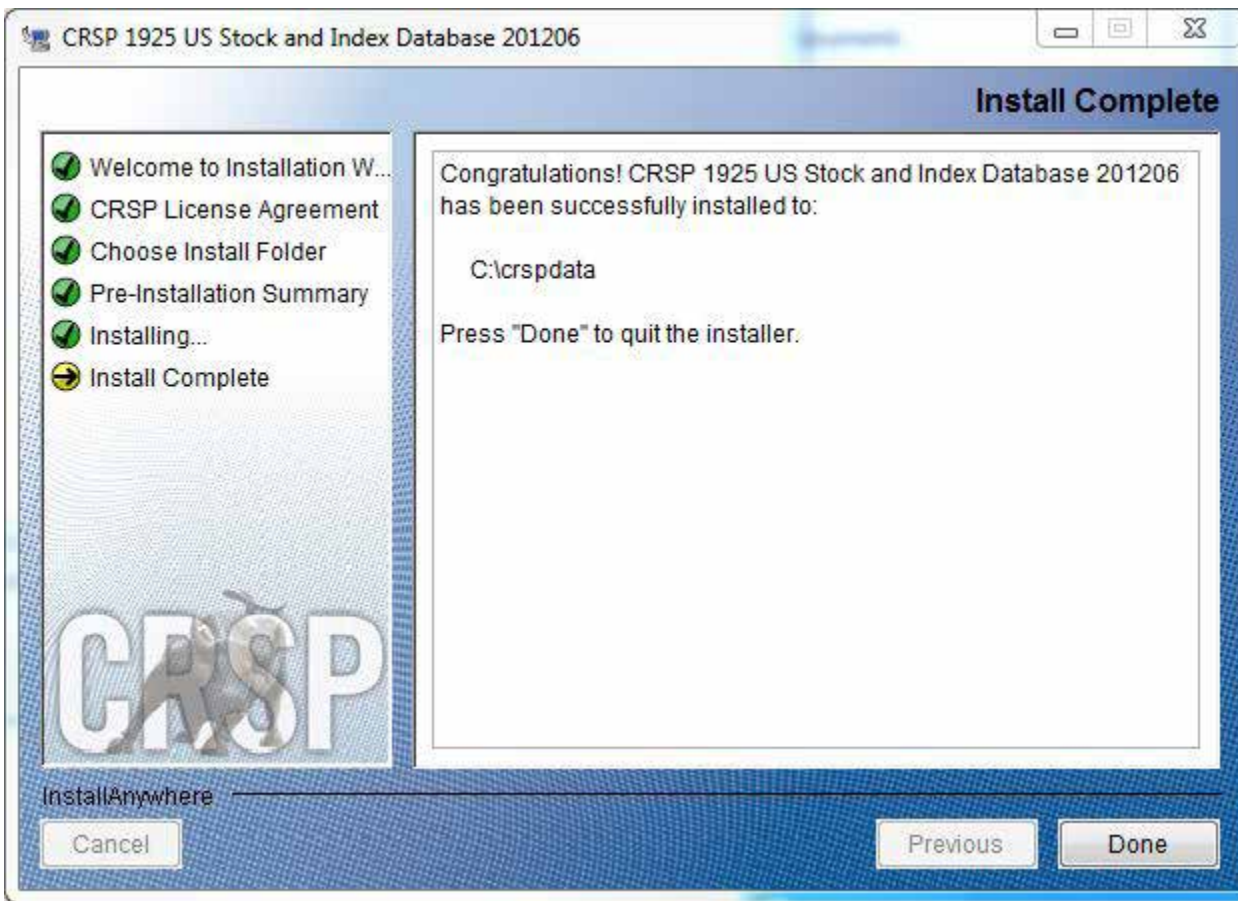 CRSP 1925 US Stock and Index Database 201206
Install Complete
Welcome to Installation W...
CRSP License Agreement
Choose Install Folder
Pre-Installation Summary
Installing...
Install Complete
Congratulations! CRSP 1925 US Stock and Index Database 201206
has been successfully installed to:
C:\crspdata
Press "Done" to quit the installer.
CRSP
InstallAnywhere
Cancel
Previous
Done